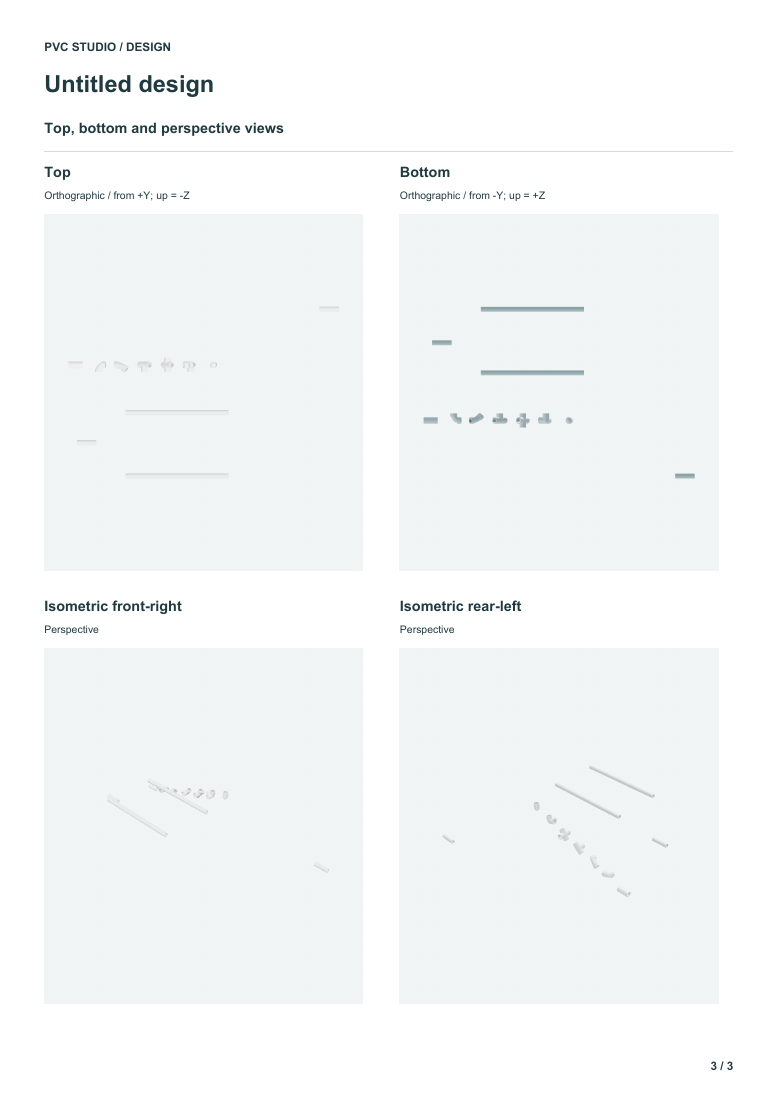 PVC STUDIO / DESIGN
Untitled design
Top, bottom and perspective views
Top
Orthographic / from +Y; up = -Z
Bottom
Orthographic / from -Y; up = +Z
Isometric front-right
Perspective
Isometric rear-left
Perspective
3 / 3